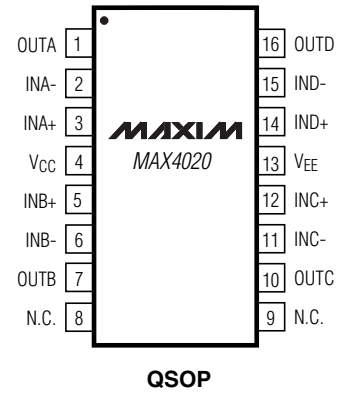 OUTA 1 16 OUTD
INA- 2 15 IND-
INA+ 3 MAXIM 14 IND+
VCC 4 MAX4020 13 VEE
INB+ 5 12 INC+
INB- 6 11 INC-
OUTB 7 10 OUTC
N.C. 8 9 N.C.
QSOP